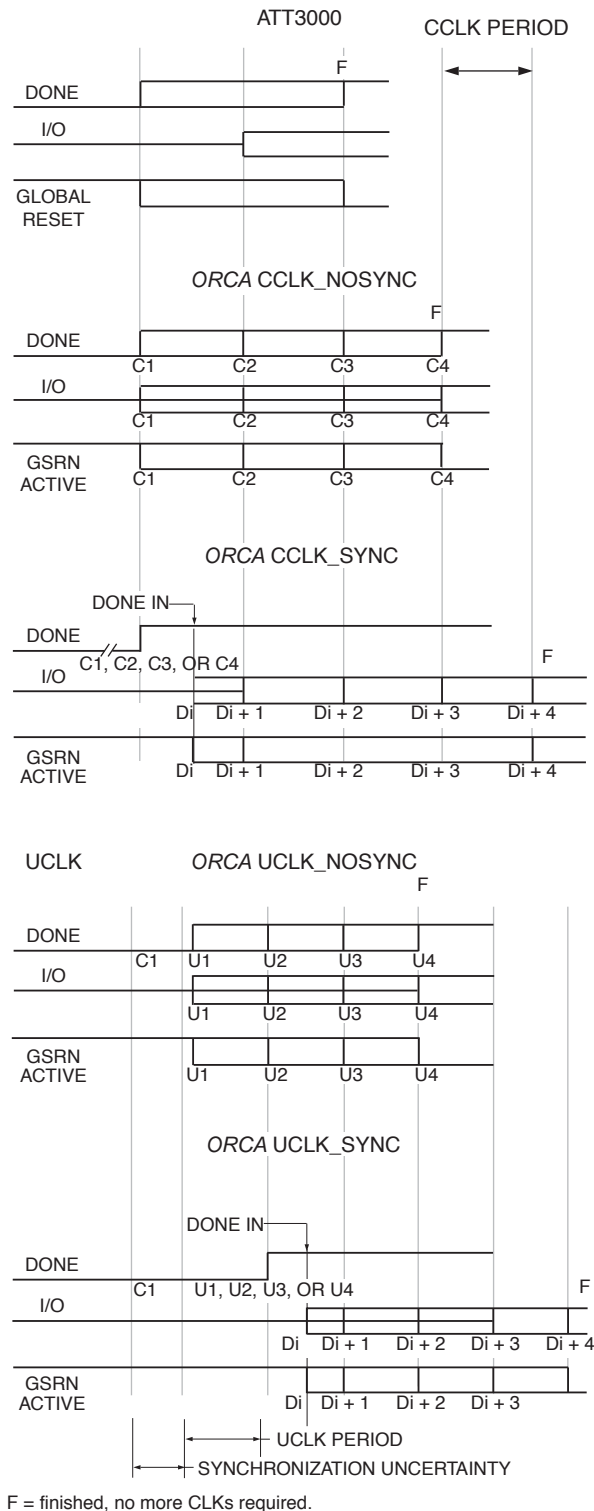 ATT3000
CCLK PERIOD
F
DONE
I/O
GLOBAL
RESET
ORCA CCLK_NOSYNC
F
DONE
C1 C2 C3 C4
I/O
C1 C2 C3 C4
GSRN
ACTIVE
C1 C2 C3 C4
ORCA CCLK_SYNC
DONE IN
DONE
C1, C2, C3, OR C4
F
I/O
Di Di + 1 Di + 2 Di + 3 Di + 4
GSRN
ACTIVE
Di Di + 1 Di + 2 Di + 3 Di + 4
UCLK ORCA UCLK_NOSYNC
F
DONE
C1 U1 U2 U3 U4
I/O
U1 U2 U3 U4
GSRN
ACTIVE
U1 U2 U3 U4
ORCA UCLK_SYNC
DONE IN
DONE
C1 U1, U2, U3, OR U4
F
I/O
Di Di + 1 Di + 2 Di + 3 Di + 4
GSRN
ACTIVE
Di Di + 1 Di + 2 Di + 3
UCLK PERIOD
SYNCHRONIZATION UNCERTAINTY
F = finished, no more CLKs required.